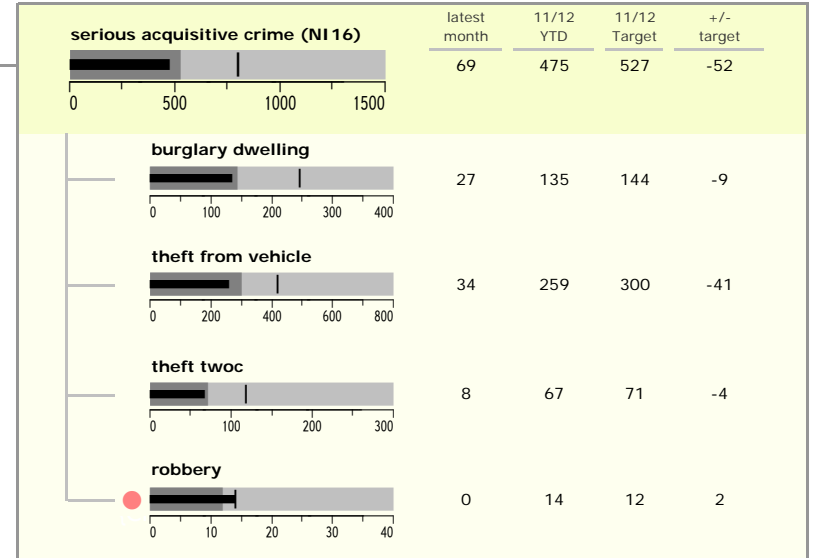 latest 11/12 11/12 +/-
month YTD Target target
serious acquisitive crime (NI16)
69 475 527 -52
0 500 1000 1500
burglary dwelling
27 135 144 -9
0 100 200 300 400
theft from vehicle
34 259 300 -41
0 200 400 600 800
theft twoc
8 67 71 -4
0 100 200 300
robbery
0 14 12 2
0 10 20 30 40